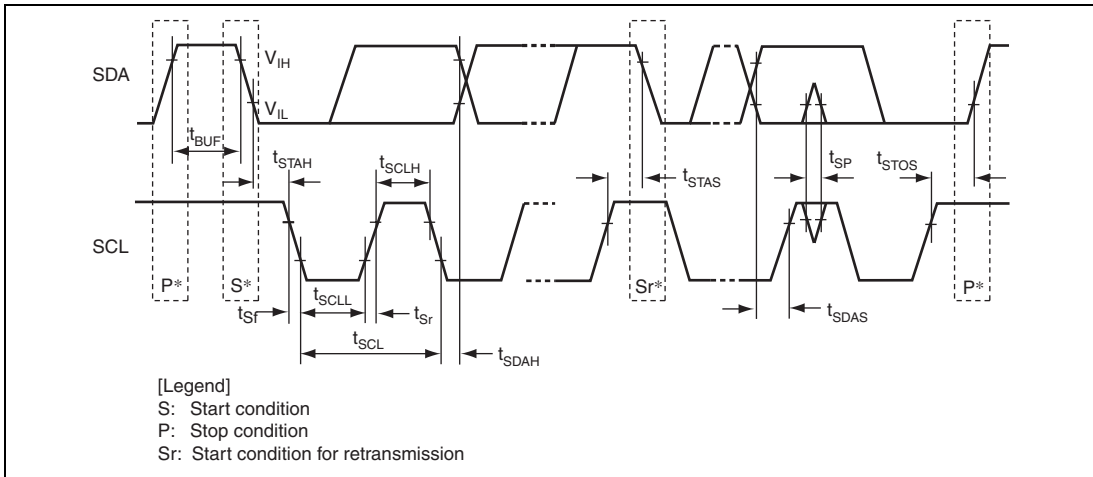 SDA
V_IH
V_IL
t_BUF
t_STAH
t_SCLH
t_STAS
t_SP
t_STOS
SCL
P*
S*
Sr*
P*
t_Sf
t_SCLL
t_Sr
t_SCL
t_SDAH
t_SDAS
[Legend]
S: Start condition
P: Stop condition
Sr: Start condition for retransmission